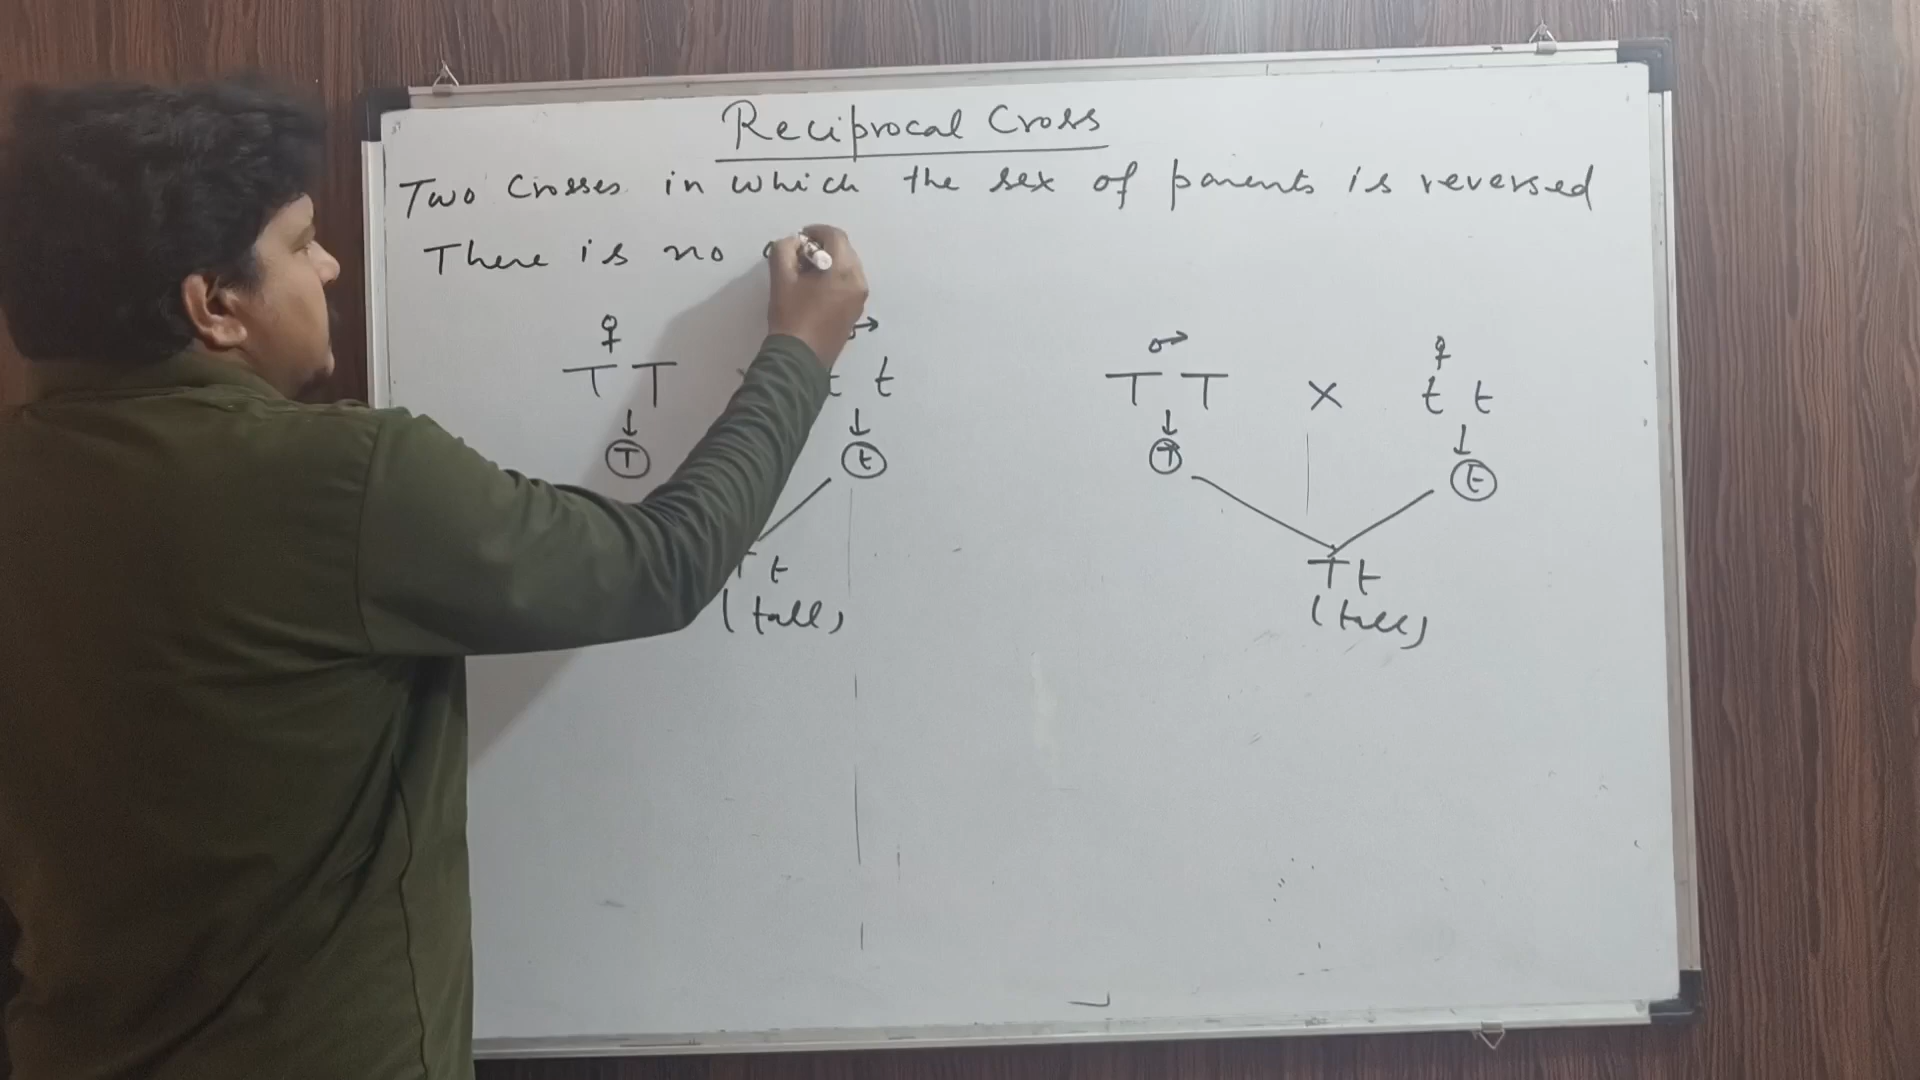 Reciprocal Cross
Two Crosses in which the sex of parents is reversed
There is no
♀ ♂ ♀
T T t t T T × t t
↓ ↓ ↓ ↓
T t T t
T t T t
(tall) (tall)